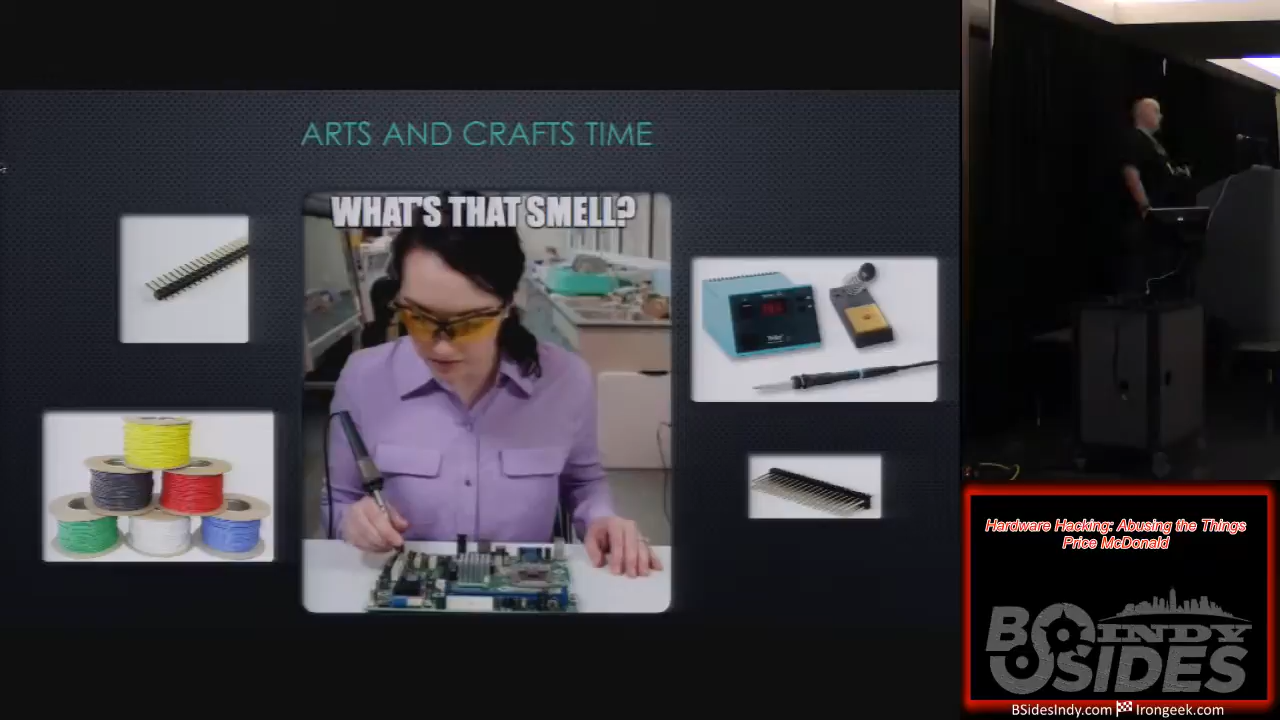 ARTS AND CRAFTS TIME
WHAT'S THAT SMELL?
Hardware Hacking: Abusing the Things
Price McDonald
BSIDES INDY
BSidesIndy.com Irongeek.com